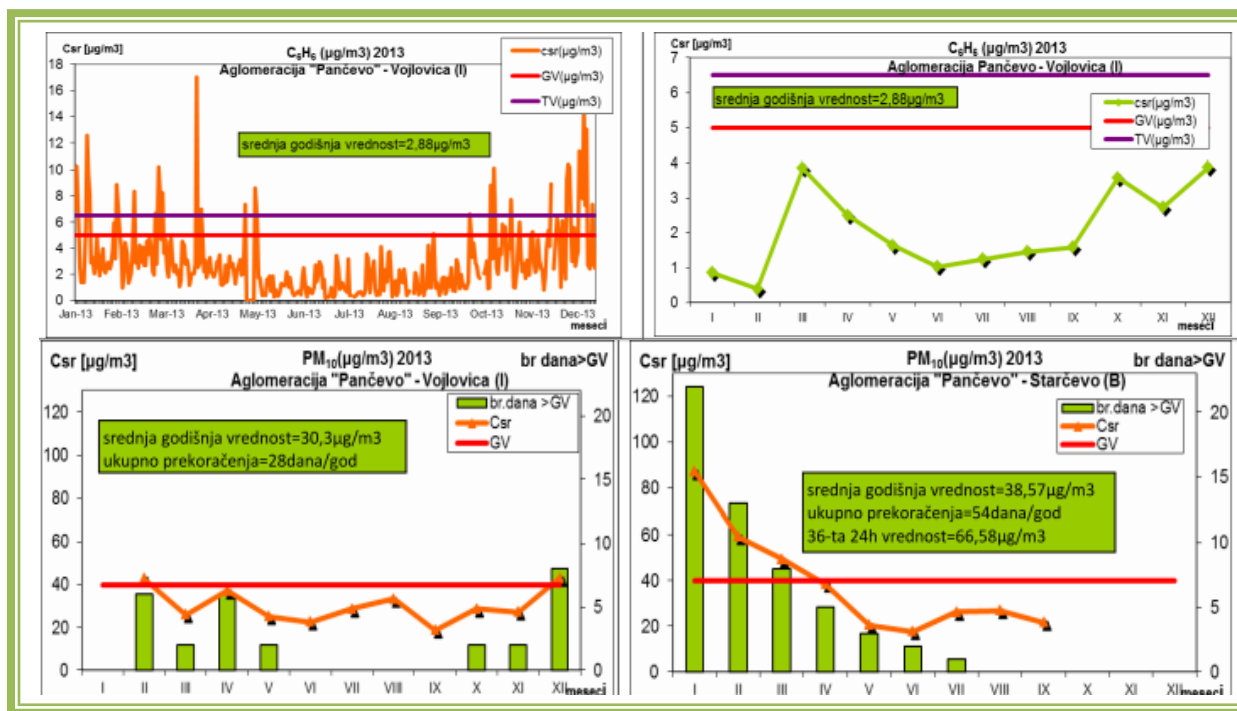 Csr [µg/m3]
C₆H₆ (µg/m3) 2013
Aglomeracija "Pančevo" - Vojlovica (I)
csr(µg/m3)
GV(µg/m3)
TV(µg/m3)
srednja godišnja vrednost=2,88µg/m3
18
16
14
12
10
8
6
4
2
0
Jan-13 Feb-13 Mar-13 Apr-13 May-13 Jun-13 Jul-13 Aug-13 Sep-13 Oct-13 Nov-13 Dec-13
meseci
Csr [µg/m3]
C₆H₆ (µg/m3) 2013
Aglomeracija Pančevo - Vojlovica (I)
srednja godišnja vrednost=2,88µg/m3
csr(µg/m3)
GV(µg/m3)
TV(µg/m3)
7
6
5
4
3
2
1
0
I II III IV V VI VII VIII IX X XI XII
meseci
Csr [µg/m3]
PM₁₀(µg/m3) 2013
br dana>GV
Aglomeracija "Pančevo" - Vojlovica (I)
br.dana >GV
Csr
GV
srednja godišnja vrednost=30,3µg/m3
ukupno prekoračenja=28dana/god
120
100
80
60
40
20
0
20
15
10
5
0
I II III IV V VI VII VIII IX X XI XII
meseci
Csr [µg/m3]
PM₁₀(µg/m3) 2013
br dana>GV
Aglomeracija "Pančevo" - Starčevo (B)
br.dana >GV
Csr
GV
srednja godišnja vrednost=38,57µg/m3
ukupno prekoračenja=54dana/god
36-ta 24h vrednost=66,58µg/m3
120
100
80
60
40
20
0
20
15
10
5
0
I II III IV V VI VII VIII IX X XI XII
meseci